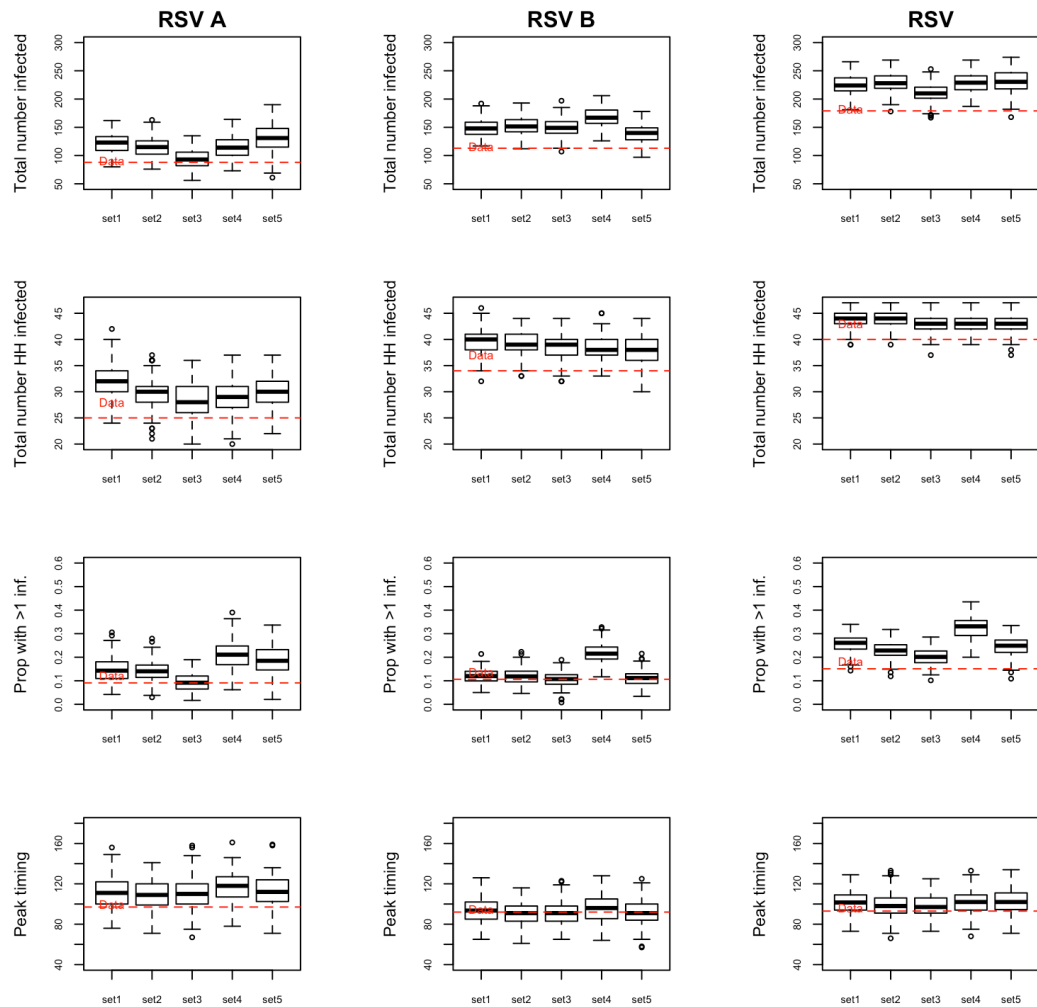 RSV A
RSV B
RSV
Total number infected
300
250
200
150
100
50
Data
set1 set2 set3 set4 set5
Total number infected
300
250
200
150
100
50
Data
set1 set2 set3 set4 set5
Total number infected
300
250
200
150
100
50
Data
set1 set2 set3 set4 set5
Total number HH infected
45
40
35
30
25
20
Data
set1 set2 set3 set4 set5
Total number HH infected
45
40
35
30
25
20
Data
set1 set2 set3 set4 set5
Total number HH infected
45
40
35
30
25
20
Data
set1 set2 set3 set4 set5
Prop with >1 inf.
0.6
0.5
0.4
0.3
0.2
0.1
0.0
Data
set1 set2 set3 set4 set5
Prop with >1 inf.
0.6
0.5
0.4
0.3
0.2
0.1
0.0
Data
set1 set2 set3 set4 set5
Prop with >1 inf.
0.6
0.5
0.4
0.3
0.2
0.1
0.0
Data
set1 set2 set3 set4 set5
Peak timing
160
120
80
40
Data
set1 set2 set3 set4 set5
Peak timing
160
120
80
40
Data
set1 set2 set3 set4 set5
Peak timing
160
120
80
40
Data
set1 set2 set3 set4 set5